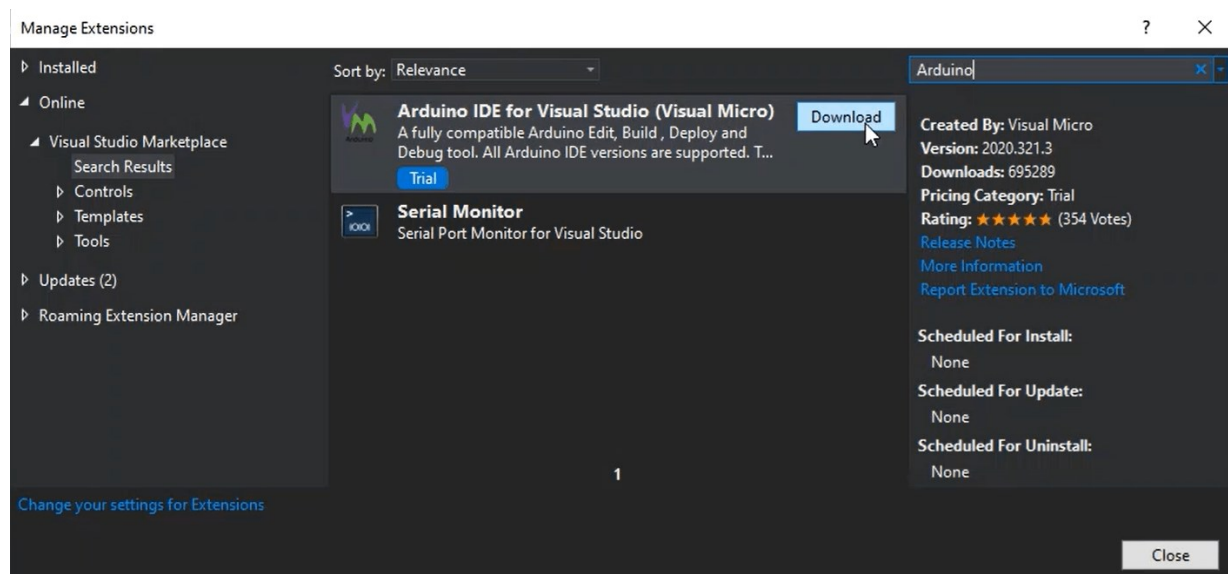 Manage Extensions
?
Installed
Online
Visual Studio Marketplace
Search Results
Controls
Templates
Tools
Updates (2)
Roaming Extension Manager
Change your settings for Extensions
Sort by: Relevance
Arduino IDE for Visual Studio (Visual Micro)
A fully compatible Arduino Edit, Build , Deploy and
Debug tool. All Arduino IDE versions are supported. T...
Trial
Download
Serial Monitor
Serial Port Monitor for Visual Studio
1
Arduino
Created By: Visual Micro
Version: 2020.321.3
Downloads: 695289
Pricing Category: Trial
Rating: ★★★★★ (354 Votes)
Release Notes
More Information
Report Extension to Microsoft
Scheduled For Install:
None
Scheduled For Update:
None
Scheduled For Uninstall:
None
Close